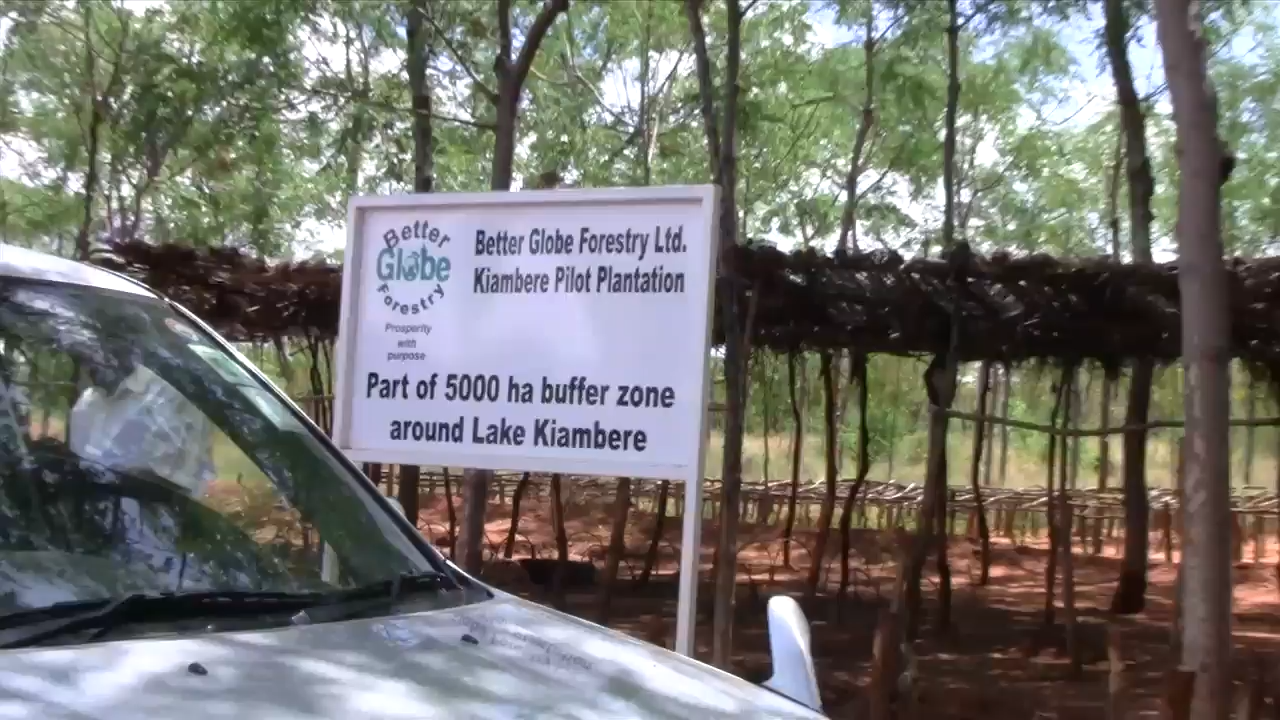 Better
Globe
Forestry
Prosperity
with
purpose
Better Globe Forestry Ltd.
Kiambere Pilot Plantation
Part of 5000 ha buffer zone
around Lake Kiambere